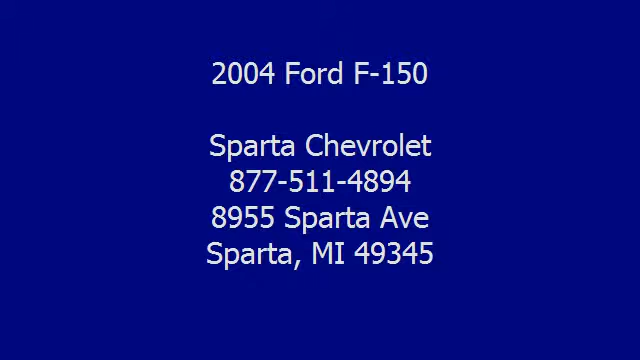 2004 Ford F-150
Sparta Chevrolet
877-511-4894
8955 Sparta Ave
Sparta, MI 49345